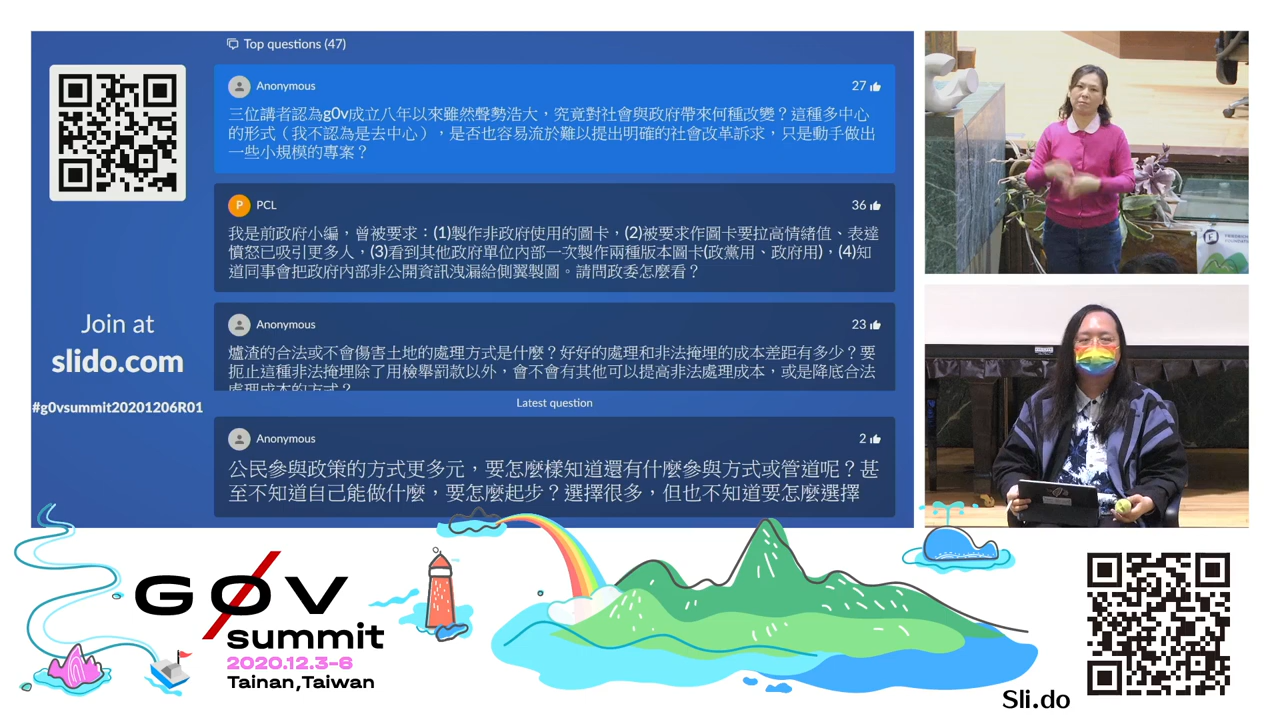 Top questions (47)
Anonymous
27
三位講者認為g0v成立八年以來雖然聲勢浩大，究竟對社會與政府帶來何種改變？這種多中心
的形式（我不認為是去中心），是否也容易流於難以提出明確的社會改革訴求，只是動手做出
一些小規模的專案？
P
PCL
36
我是前政府小編，曾被要求：(1)製作非政府使用的圖卡，(2)被要求作圖卡要拉高情緒值、表達
憤怒已吸引更多人，(3)看到其他政府單位內部一次製作兩種版本圖卡(政黨用、政府用)，(4)知
道同事會把政府內部非公開資訊洩漏給側翼製圖。請問政委怎麼看？
Anonymous
23
爐渣的合法或不會傷害土地的處理方式是什麼？好好的處理和非法掩埋的成本差距有多少？要
扼止這種非法掩埋除了用檢舉罰款以外，會不會有其他可以提高非法處理成本，或是降底合法
處理成本的方式？
Latest question
Anonymous
2
公民參與政策的方式更多元，要怎麼樣知道還有什麼參與方式或管道呢？甚
至不知道自己能做什麼，要怎麼起步？選擇很多，但也不知道要怎麼選擇
Join at
slido.com
#g0vsummit20201206R01
G0V
summit
2020.12.3-6
Tainan,Taiwan
Sli.do